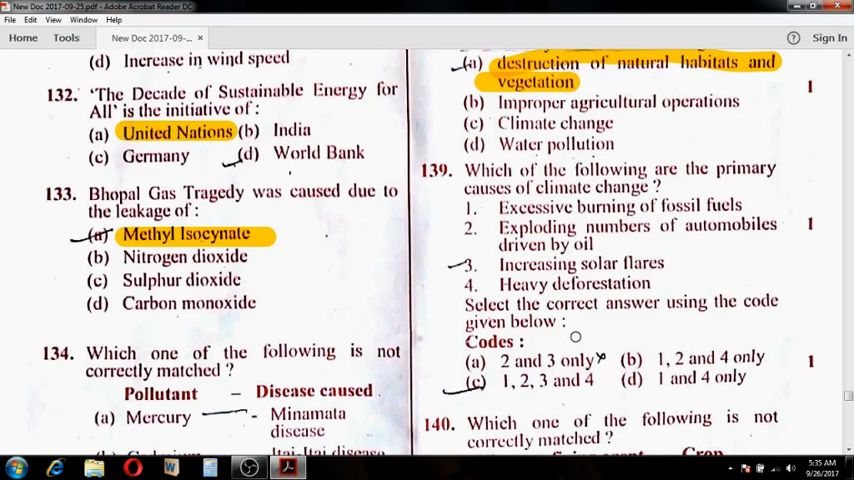 New Doc 2017-09-25.pdf - Adobe Acrobat Reader DC
File Edit View Window Help
Home Tools New Doc 2017-09-... × Sign In
(d) Increase in wind speed
132. 'The Decade of Sustainable Energy for
All' is the initiative of :
(a) United Nations (b) India
(c) Germany (d) World Bank
133. Bhopal Gas Tragedy was caused due to
the leakage of :
(a) Methyl Isocynate
(b) Nitrogen dioxide
(c) Sulphur dioxide
(d) Carbon monoxide
134. Which one of the following is not
correctly matched ?
Pollutant – Disease caused
(a) Mercury - Minamata
disease
Itai-Itai disease
(a) destruction of natural habitats and
vegetation
1
(b) Improper agricultural operations
(c) Climate change
(d) Water pollution
139. Which of the following are the primary
causes of climate change ?
1. Excessive burning of fossil fuels
2. Exploding numbers of automobiles
driven by oil
1
3. Increasing solar flares
4. Heavy deforestation
Select the correct answer using the code
given below :
Codes :
(a) 2 and 3 only (b) 1, 2 and 4 only
1
(c) 1, 2, 3 and 4 (d) 1 and 4 only
140. Which one of the following is not
correctly matched ?
Crop
5:35 AM
9/26/2017